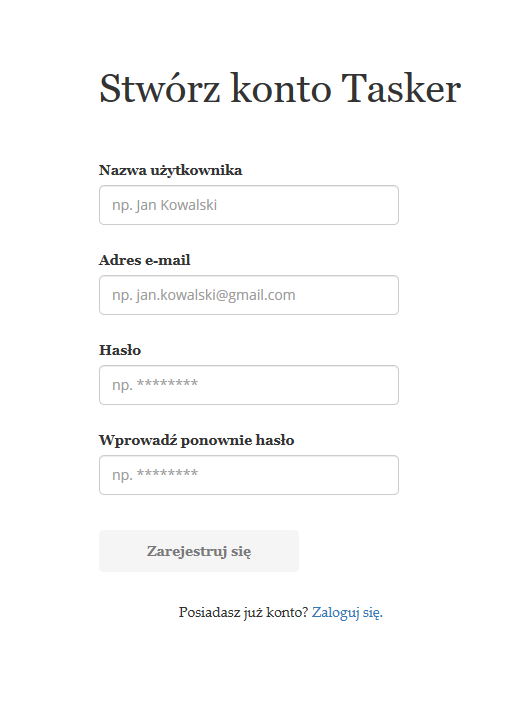 Stwórz konto Tasker
Nazwa użytkownika
np. Jan Kowalski
Adres e-mail
np. jan.kowalski@gmail.com
Hasło
np. ********
Wprowadź ponownie hasło
np. ********
Zarejestruj się
Posiadasz już konto? Zaloguj się.